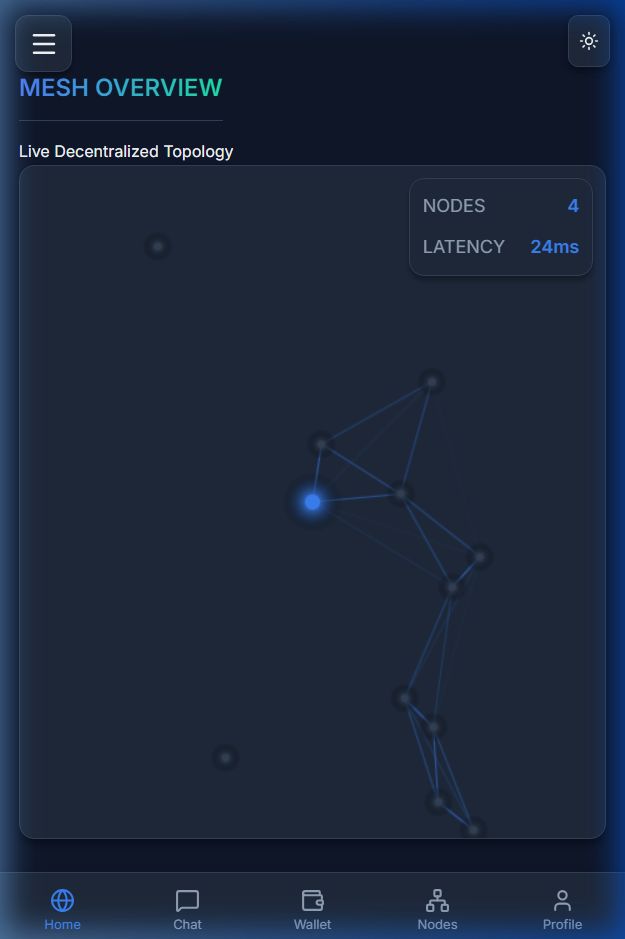 MESH OVERVIEW
Live Decentralized Topology
NODES 4
LATENCY 24ms
Home Chat Wallet Nodes Profile